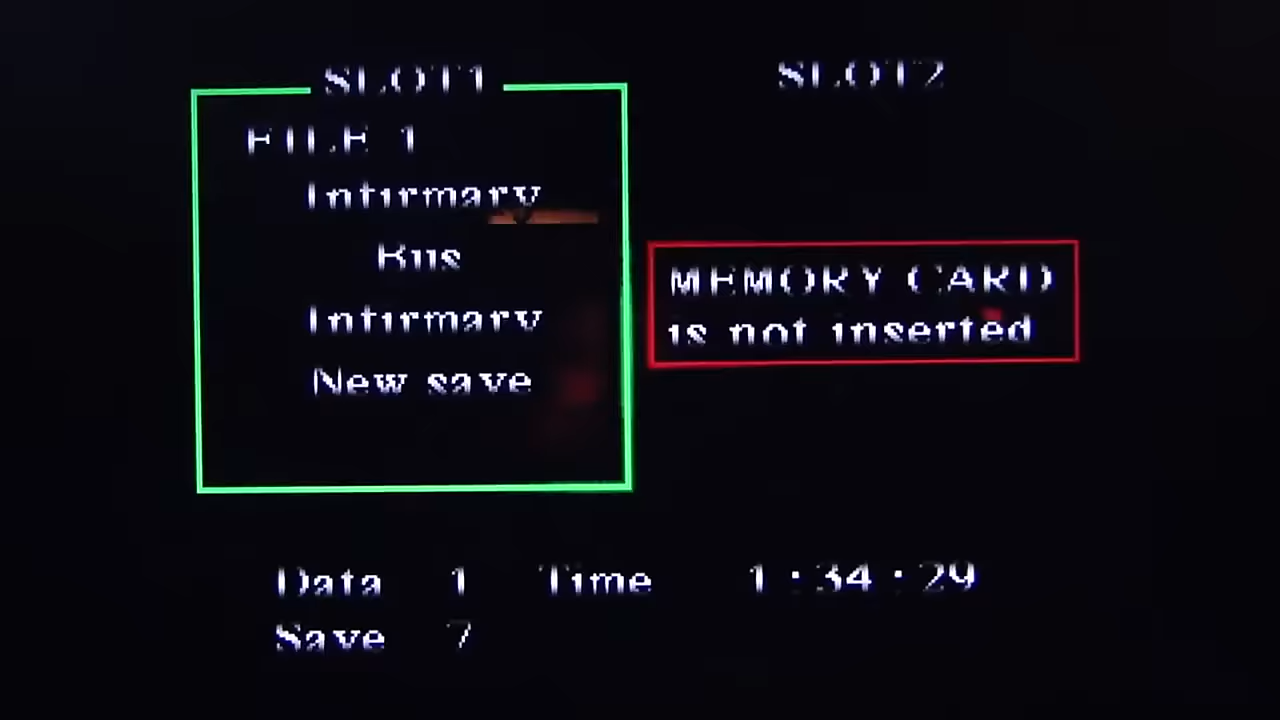 SLOT1
FILE 1
Infirmary
Bus
Infirmary
New save
SLOT2
MEMORY CARD
is not inserted
Data 1 Time 1:34:29
Save 7